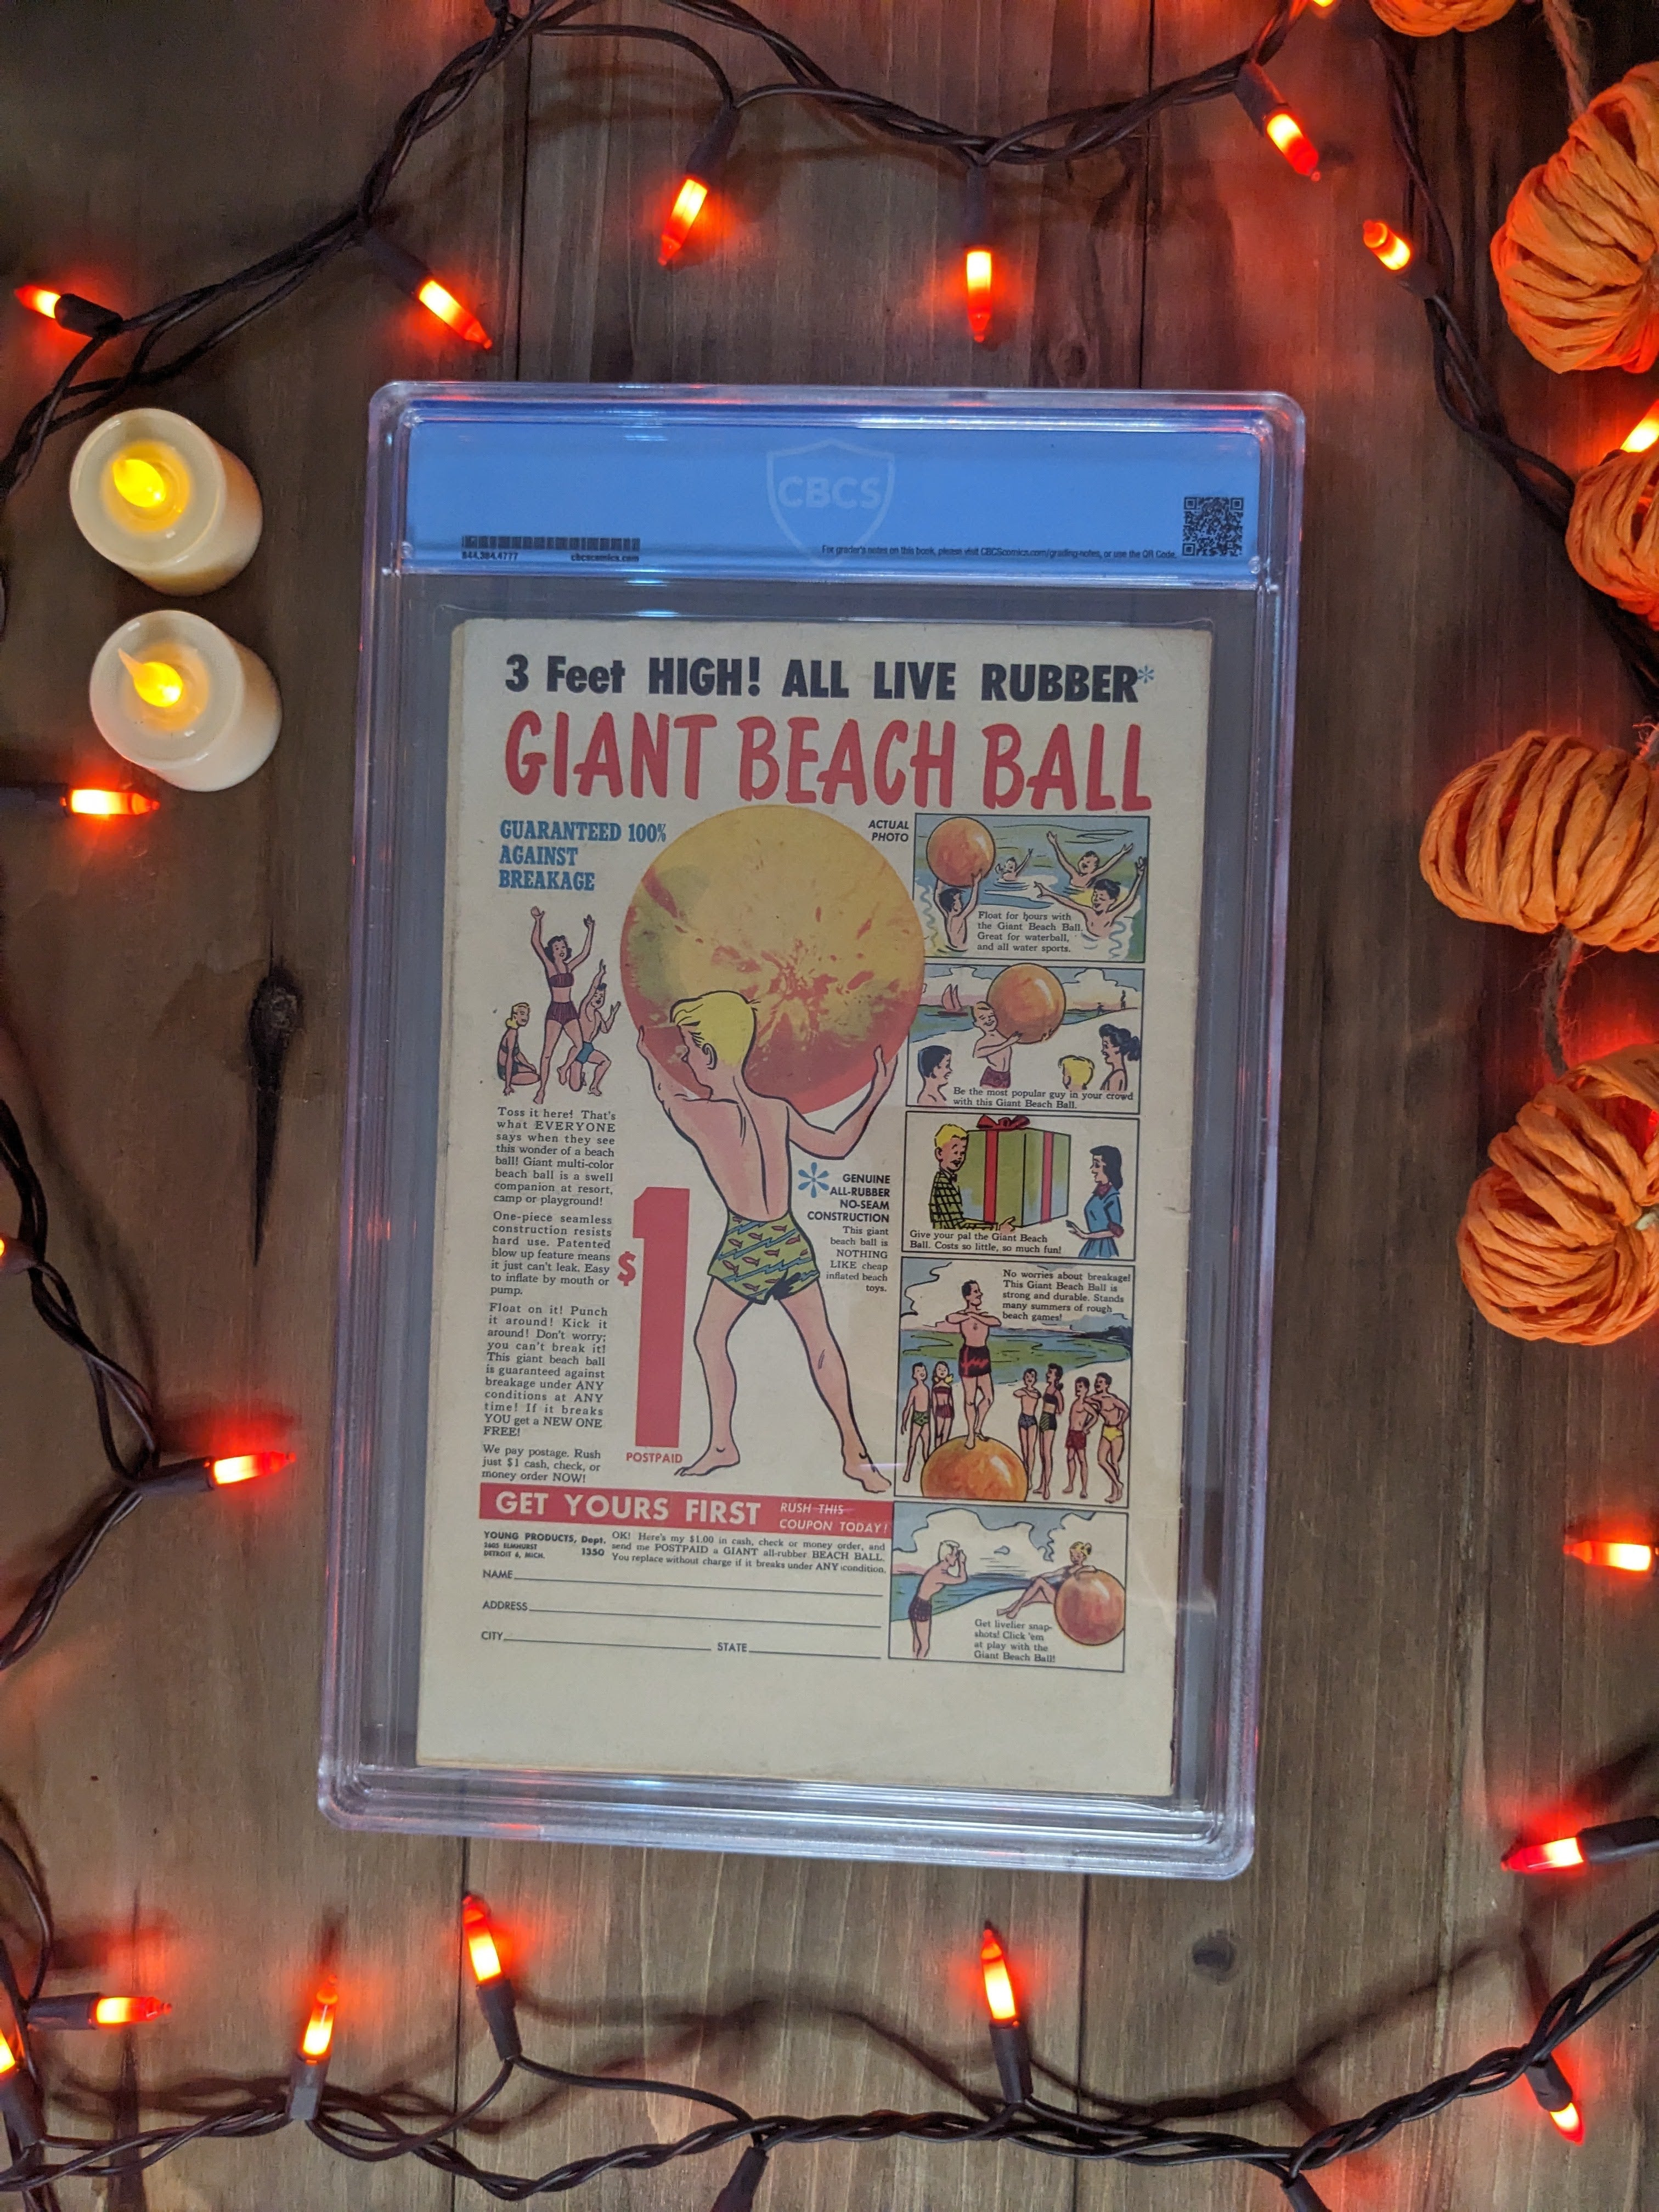 CBCS
844.384.4777
cbcscomics.com
For grader's notes on this book, please visit CBCScomics.com/grading-notes, or use the QR Code.
3 Feet HIGH! ALL LIVE RUBBER*
GIANT BEACH BALL
GUARANTEED 100%
AGAINST
BREAKAGE
ACTUAL
PHOTO
Toss it here! That's
what EVERYONE
says when they see
this wonder of a beach
ball! Giant multi-color
beach ball is a swell
companion at resort,
camp or playground!
One-piece seamless
construction resists
hard use. Patented
blow up feature means
it just can't leak. Easy
to inflate by mouth or
pump.
Float on it! Punch
it around! Kick it
around! Don't worry;
you can't break it!
This giant beach ball
is guaranteed against
breakage under ANY
conditions at ANY
time! If it breaks
YOU get a NEW ONE
FREE!
We pay postage. Rush
just $1 cash, check, or
money order NOW!
$1
POSTPAID
* GENUINE
ALL-RUBBER
NO-SEAM
CONSTRUCTION
This giant
beach ball is
NOTHING
LIKE cheap
inflated beach
toys.
Float for hours with
the Giant Beach Ball.
Great for waterball,
and all water sports.
Be the most popular guy in your crowd
with this Giant Beach Ball.
Give your pal the Giant Beach
Ball. Costs so little, so much fun!
No worries about breakage!
This Giant Beach Ball is
strong and durable. Stands
many summers of rough
beach games!
Get livelier snap-
shots! Click 'em
at play with the
Giant Beach Ball!
GET YOURS FIRST
RUSH THIS
COUPON TODAY!
YOUNG PRODUCTS, Dept.
1350
2605 ELMHURST
DETROIT 6, MICH.
OK! Here's my $1.00 in cash, check or money order, and
send me POSTPAID a GIANT all-rubber BEACH BALL.
You replace without charge if it breaks under ANY condition.
NAME
ADDRESS
CITY STATE